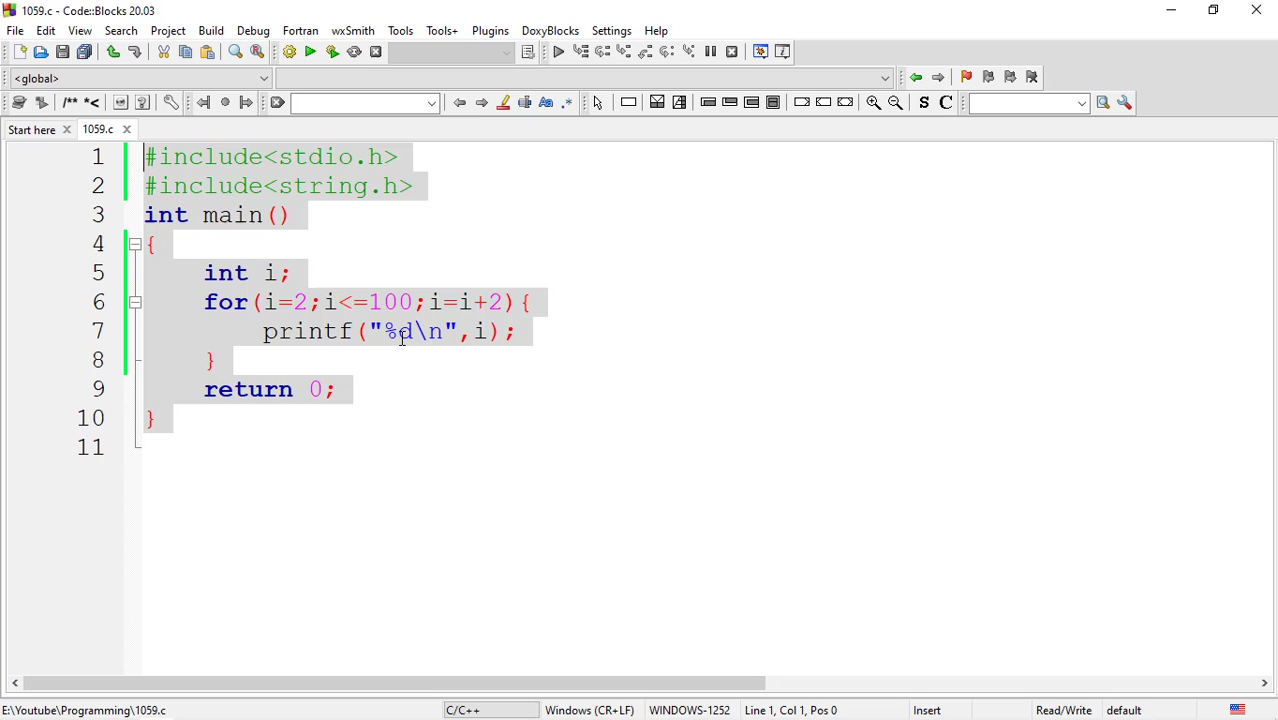 1059.c - Code::Blocks 20.03
File Edit View Search Project Build Debug Fortran wxSmith Tools Tools+ Plugins DoxyBlocks Settings Help
<global>
/** *< Aa .* S C
Start here 1059.c
1 #include<stdio.h>
2 #include<string.h>
3 int main()
4 {
5 int i;
6 for(i=2;i<=100;i=i+2){
7 printf("%d\n",i);
8 }
9 return 0;
10 }
11
E:\Youtube\Programming\1059.c C/C++ Windows (CR+LF) WINDOWS-1252 Line 1, Col 1, Pos 0 Insert Read/Write default